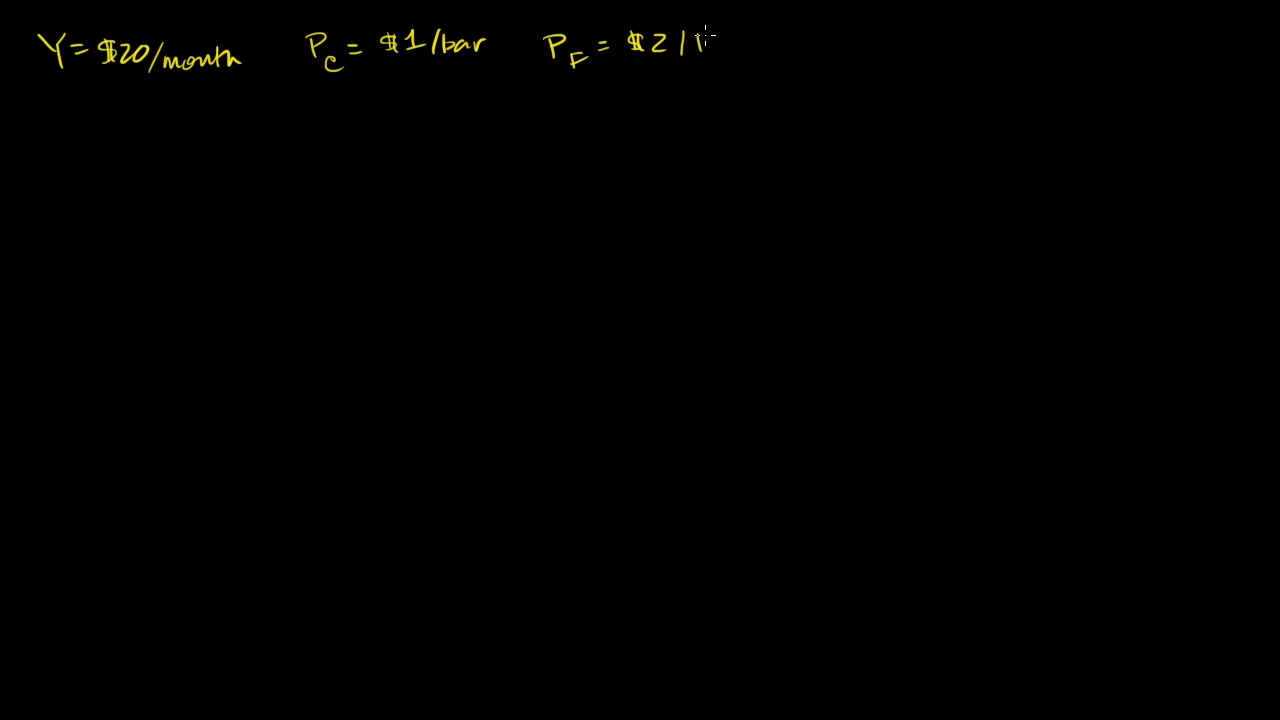 Y = $20/month P_C = $1/bar P_F = $2/